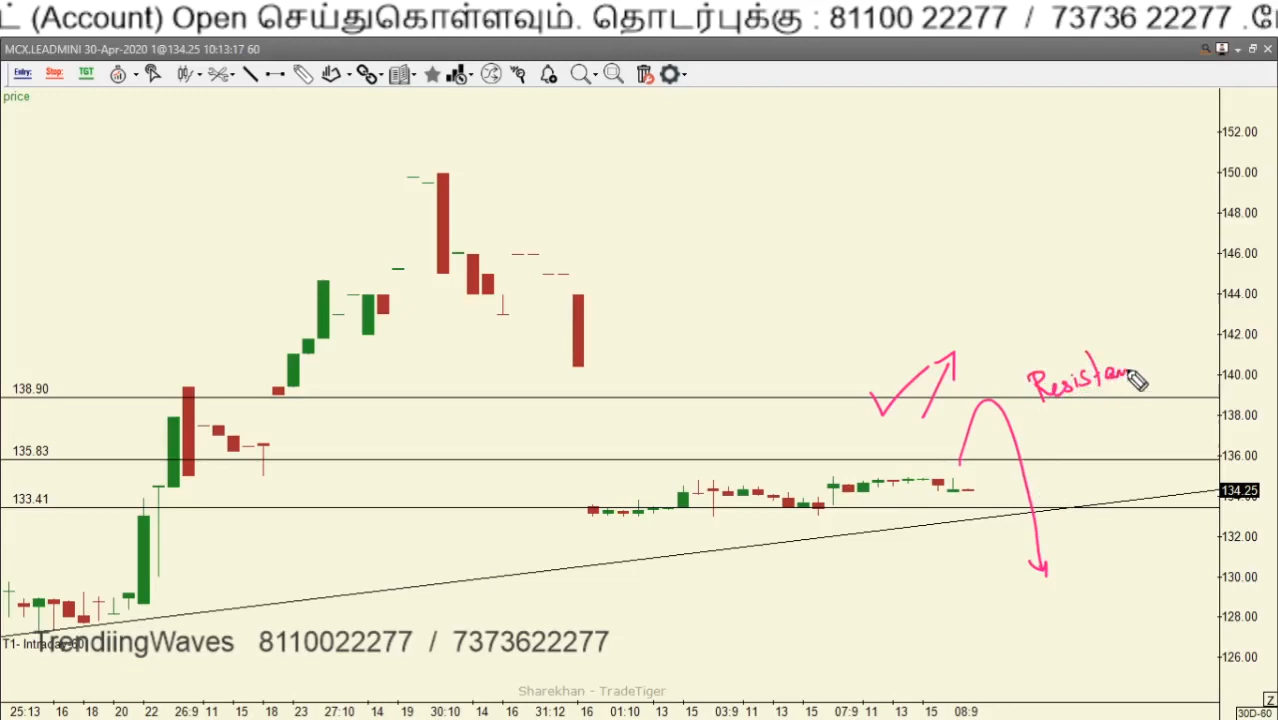 ட் (Account) Open செய்துகொள்ளவும். தொடர்புக்கு : 81100 22277 / 73736 22277 .மே
MCX.LEADMINI 30-Apr-2020 1@134.25 10:13:17 60
Entry: Stop: TGT
price
152.00
150.00
148.00
146.00
144.00
142.00
140.00
Resistan
138.90
138.00
135.83
136.00
133.41
134.25
132.00
130.00
128.00
T1- Intraday-60
TrendiingWaves 8110022277 / 7373622277
126.00
Sharekhan - TradeTiger
25:13 16 18 20 22 26:9 11 15 18 23 27:10 14 19 30:10 14 16 31:12 16 01:10 13 15 03:9 11 13 15 07:9 11 13 15 08:9
Z
30D-60